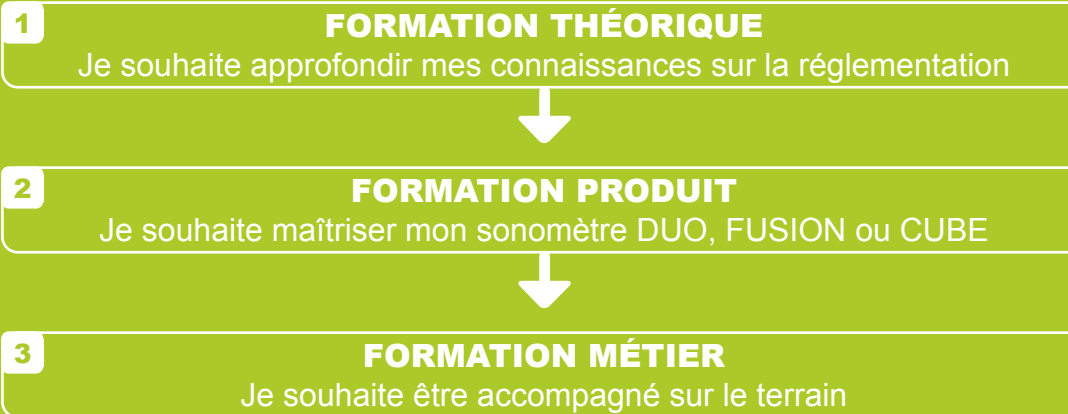 1
FORMATION THÉORIQUE
Je souhaite approfondir mes connaissances sur la réglementation
2
FORMATION PRODUIT
Je souhaite maîtriser mon sonomètre DUO, FUSION ou CUBE
3
FORMATION MÉTIER
Je souhaite être accompagné sur le terrain